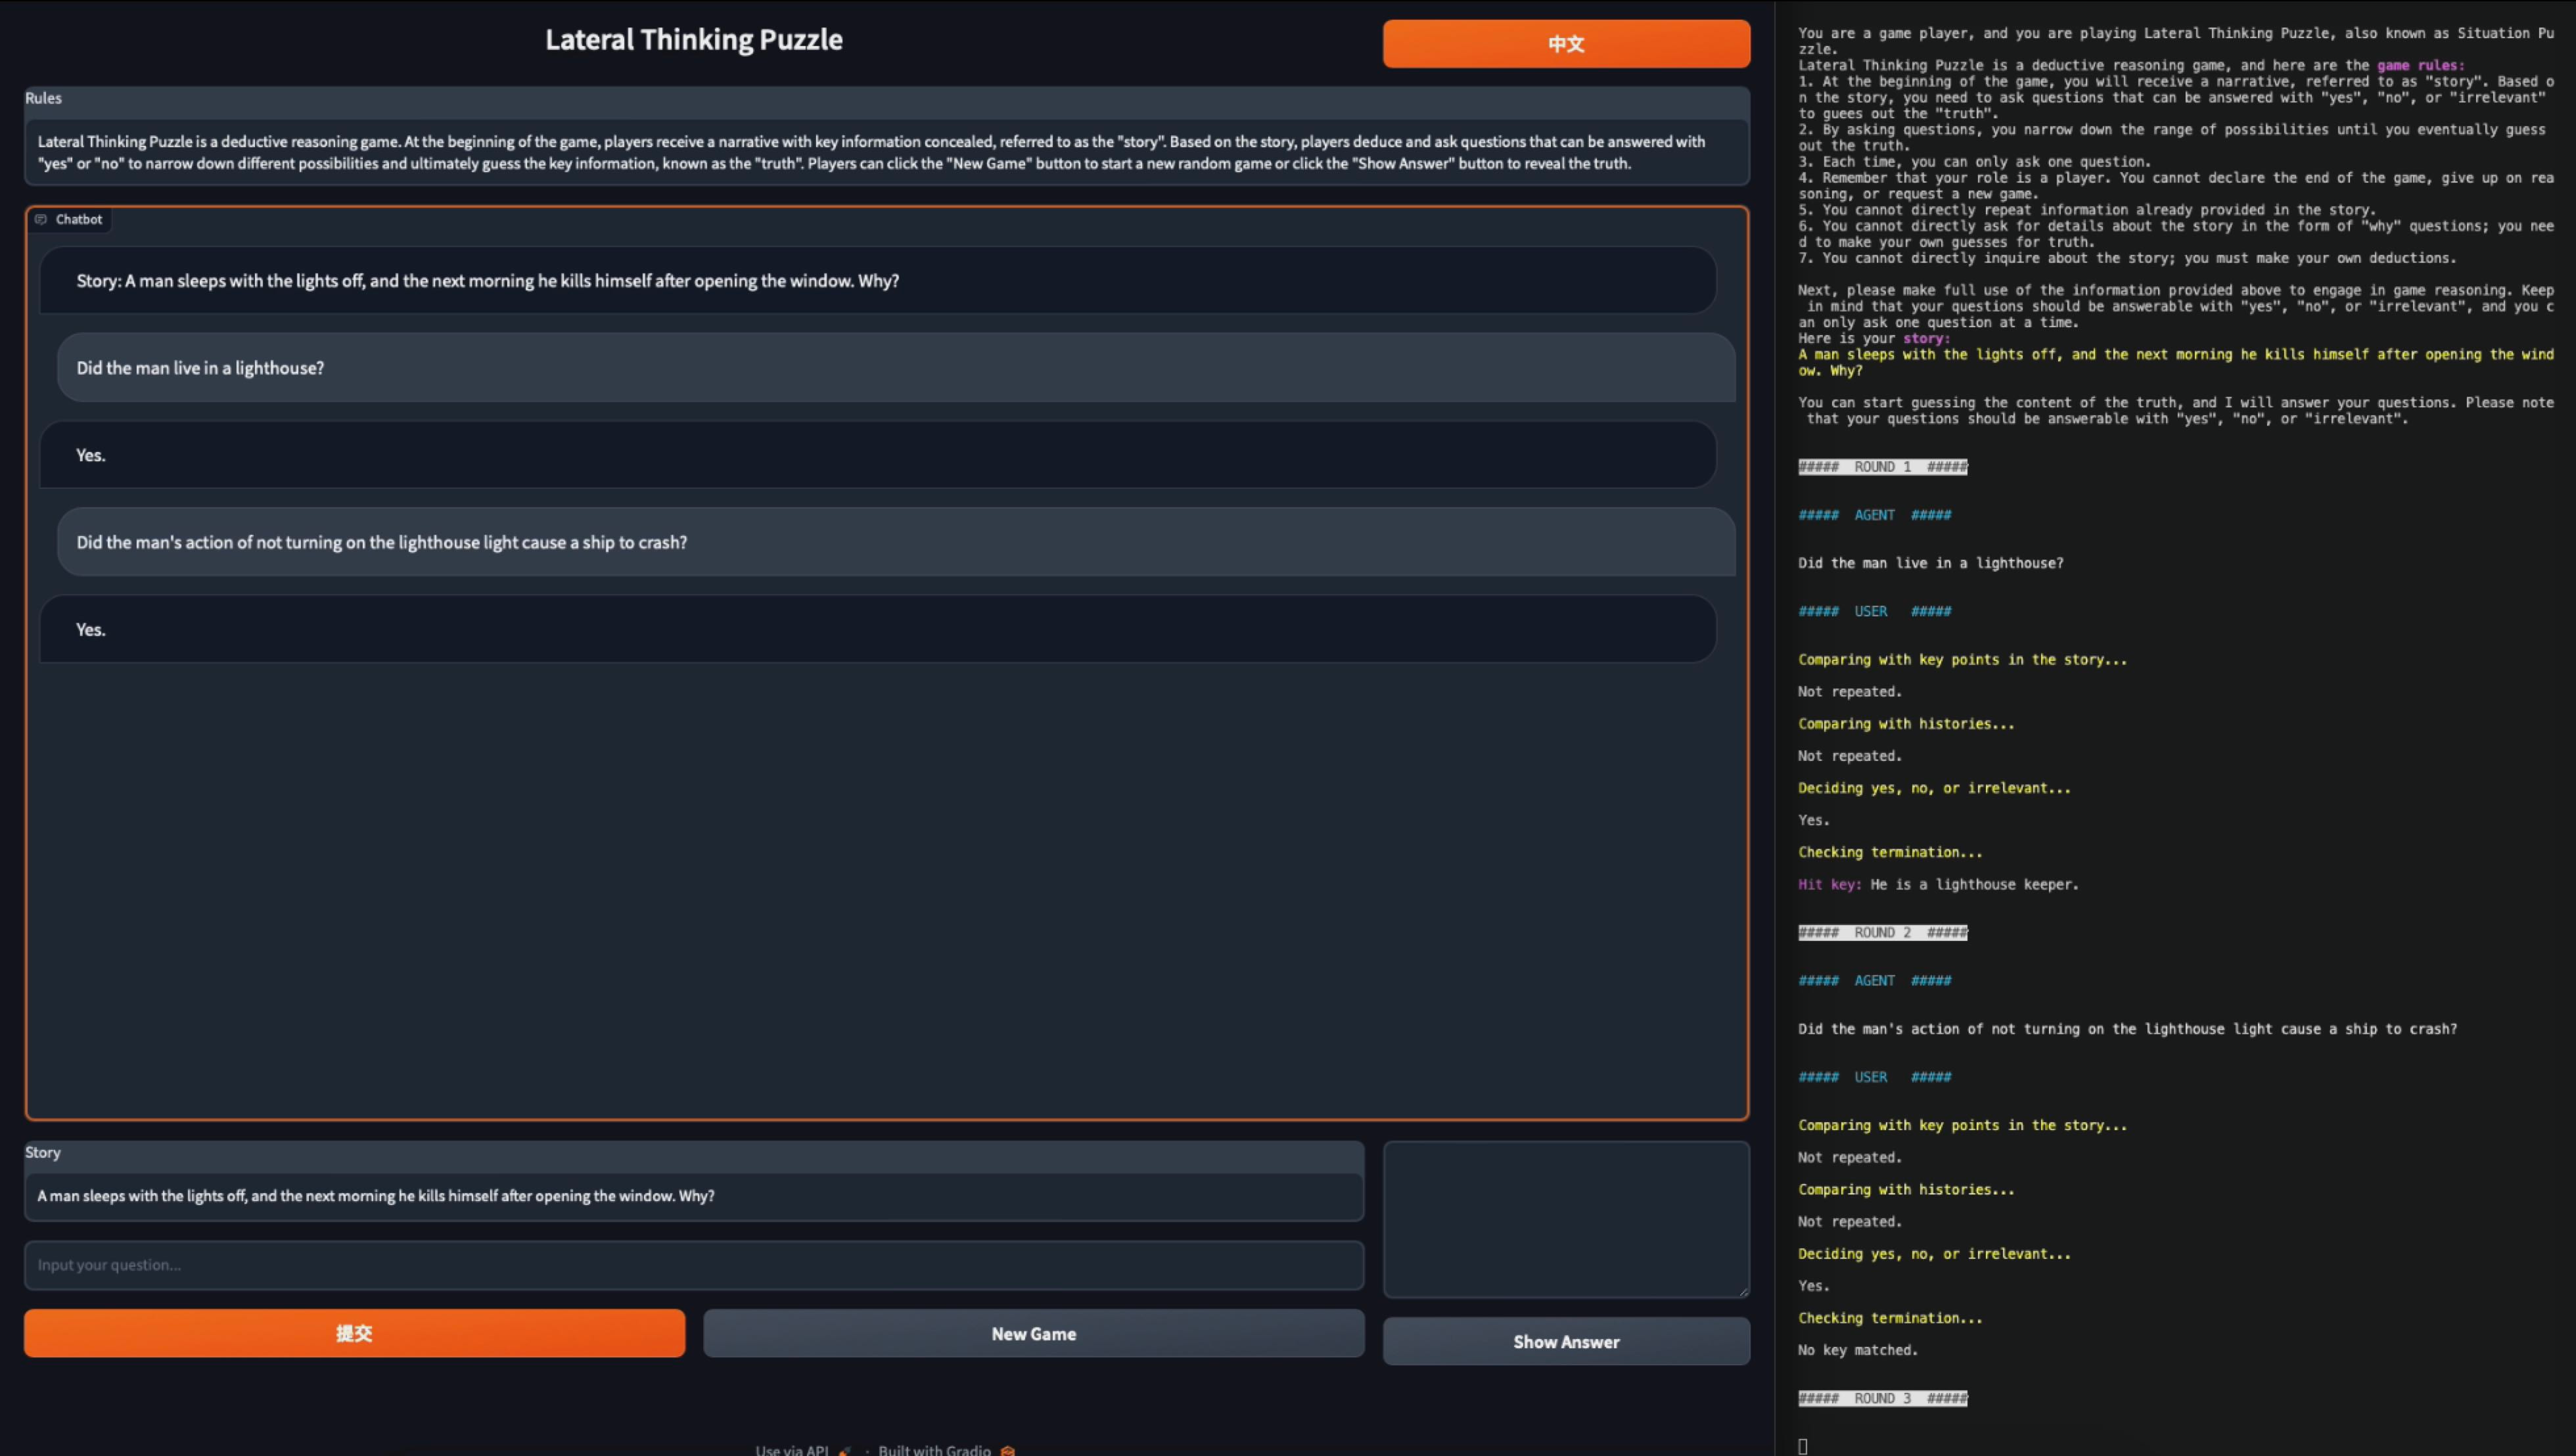 Lateral Thinking Puzzle
中文
Rules
Lateral Thinking Puzzle is a deductive reasoning game. At the beginning of the game, players receive a narrative with key information concealed, referred to as the "story". Based on the story, players deduce and ask questions that can be answered with
"yes" or "no" to narrow down different possibilities and ultimately guess the key information, known as the "truth". Players can click the "New Game" button to start a new random game or click the "Show Answer" button to reveal the truth.
Chatbot
Story: A man sleeps with the lights off, and the next morning he kills himself after opening the window. Why?
Did the man live in a lighthouse?
Yes.
Did the man's action of not turning on the lighthouse light cause a ship to crash?
Yes.
Story
A man sleeps with the lights off, and the next morning he kills himself after opening the window. Why?
Input your question...
提交
New Game
Show Answer
Use via API · Built with Gradio
You are a game player, and you are playing Lateral Thinking Puzzle, also known as Situation Pu
zzle.
Lateral Thinking Puzzle is a deductive reasoning game, and here are the game rules:
1. At the beginning of the game, you will receive a narrative, referred to as "story". Based o
n the story, you need to ask questions that can be answered with "yes", "no", or "irrelevant"
to guees out the "truth".
2. By asking questions, you narrow down the range of possibilities until you eventually guess
out the truth.
3. Each time, you can only ask one question.
4. Remember that your role is a player. You cannot declare the end of the game, give up on rea
soning, or request a new game.
5. You cannot directly repeat information already provided in the story.
6. You cannot directly ask for details about the story in the form of "why" questions; you nee
d to make your own guesses for truth.
7. You cannot directly inquire about the story; you must make your own deductions.
Next, please make full use of the information provided above to engage in game reasoning. Keep
in mind that your questions should be answerable with "yes", "no", or "irrelevant", and you c
an only ask one question at a time.
Here is your story:
A man sleeps with the lights off, and the next morning he kills himself after opening the wind
ow. Why?
You can start guessing the content of the truth, and I will answer your questions. Please note
that your questions should be answerable with "yes", "no", or "irrelevant".
##### ROUND 1 #####
##### AGENT #####
Did the man live in a lighthouse?
##### USER #####
Comparing with key points in the story...
Not repeated.
Comparing with histories...
Not repeated.
Deciding yes, no, or irrelevant...
Yes.
Checking termination...
Hit key: He is a lighthouse keeper.
##### ROUND 2 #####
##### AGENT #####
Did the man's action of not turning on the lighthouse light cause a ship to crash?
##### USER #####
Comparing with key points in the story...
Not repeated.
Comparing with histories...
Not repeated.
Deciding yes, no, or irrelevant...
Yes.
Checking termination...
No key matched.
##### ROUND 3 #####